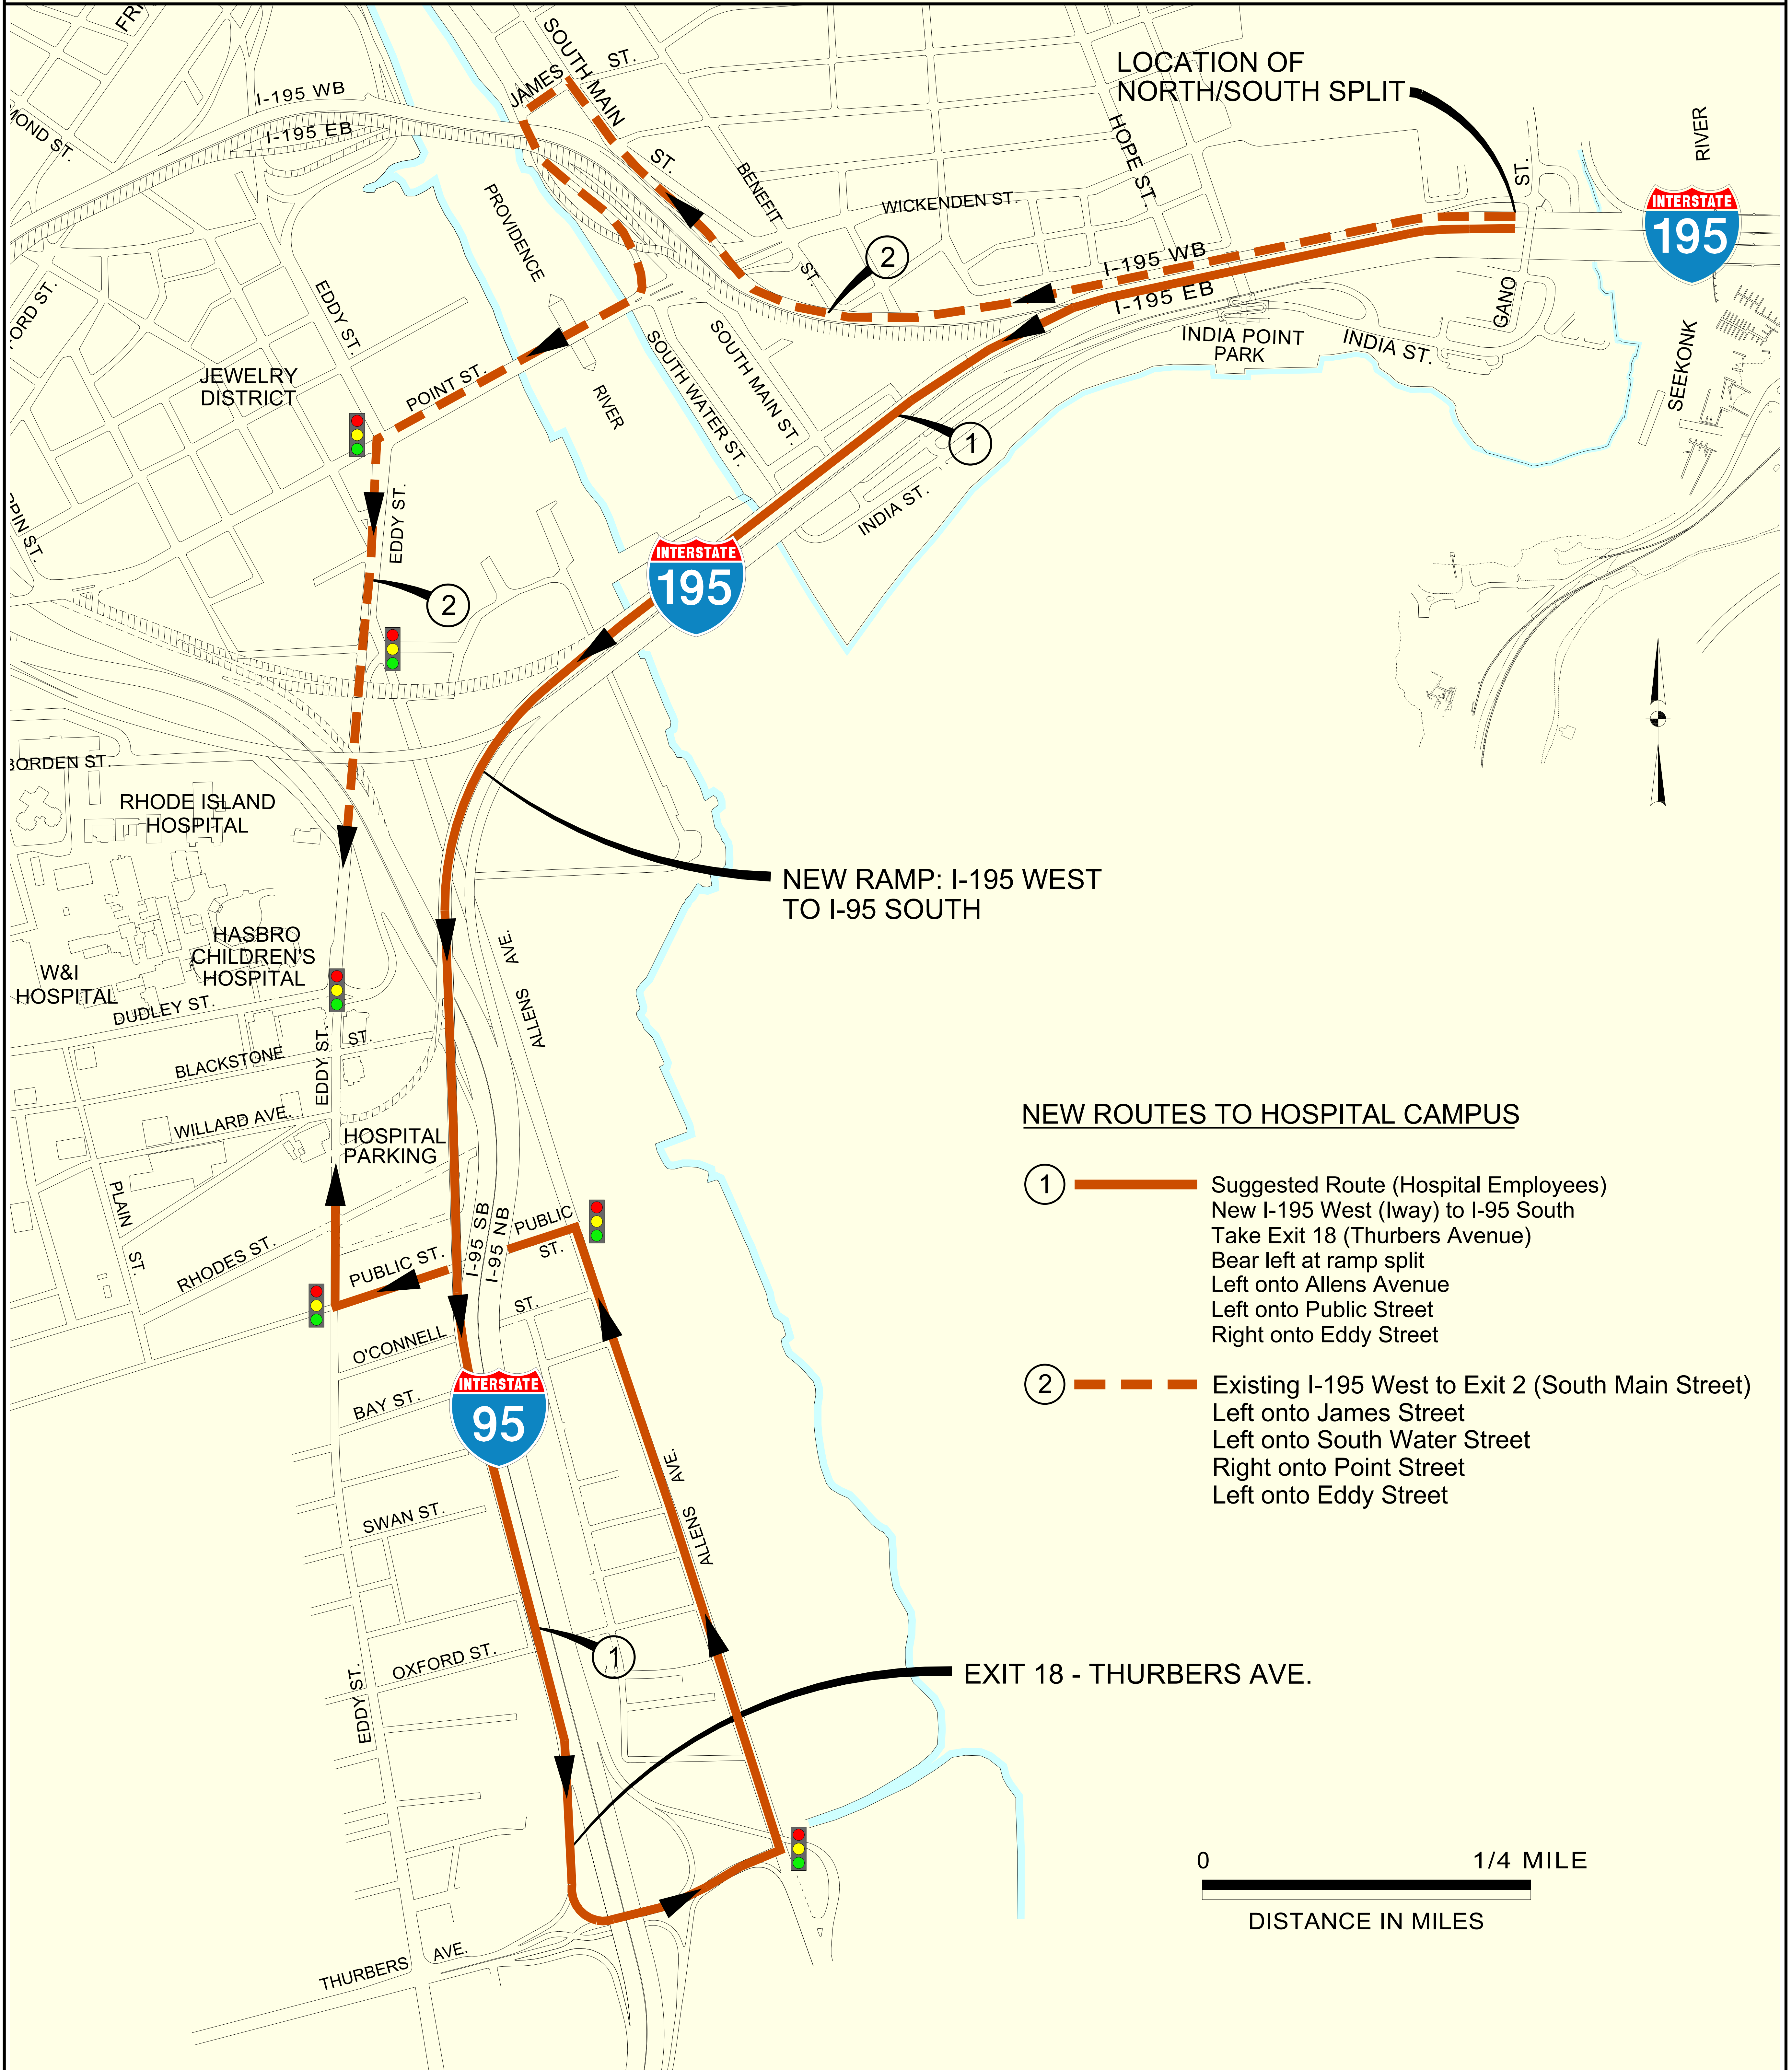 SOUTH MAIN
ST.
JAMES
ST.
I-195 WB
I-195 EB
MOND ST.
LOCATION OF
NORTH/SOUTH SPLIT
HOPE ST.
BENEFIT
ST.
WICKENDEN ST.
ST.
GANO
RIVER
SEEKONK
INTERSTATE
195
I-195 WB
I-195 EB
2
PROVIDENCE
RIVER
EDDY ST.
FORD ST.
JEWELRY
DISTRICT
POINT ST.
SOUTH WATER ST.
SOUTH MAIN ST.
INDIA POINT
PARK
INDIA ST.
1
INDIA ST.
PIN ST.
EDDY ST.
2
INTERSTATE
195
BORDEN ST.
RHODE ISLAND
HOSPITAL
NEW RAMP: I-195 WEST
TO I-95 SOUTH
HASBRO
CHILDREN'S
HOSPITAL
W&I
HOSPITAL
DUDLEY ST.
AVE.
ALLENS
BLACKSTONE
ST.
EDDY ST.
WILLARD AVE.
HOSPITAL
PARKING
PLAIN
ST.
RHODES ST.
PUBLIC ST.
I-95 SB
I-95 NB
PUBLIC
ST.
ST.
O'CONNELL
BAY ST.
INTERSTATE
95
SWAN ST.
AVE.
ALLENS
OXFORD ST.
EDDY ST.
1
EXIT 18 - THURBERS AVE.
THURBERS
AVE.
NEW ROUTES TO HOSPITAL CAMPUS
1
Suggested Route (Hospital Employees)
New I-195 West (Iway) to I-95 South
Take Exit 18 (Thurbers Avenue)
Bear left at ramp split
Left onto Allens Avenue
Left onto Public Street
Right onto Eddy Street
2
Existing I-195 West to Exit 2 (South Main Street)
Left onto James Street
Left onto South Water Street
Right onto Point Street
Left onto Eddy Street
0
1/4 MILE
DISTANCE IN MILES